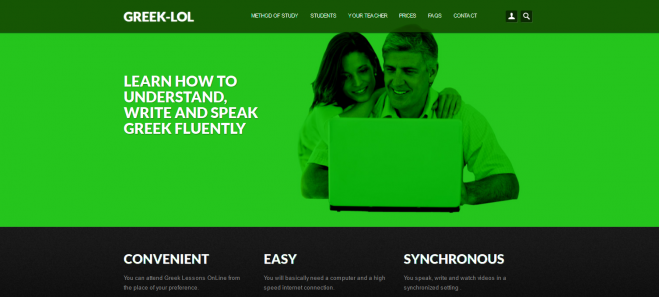 GREEK-LOL
METHOD OF STUDY STUDENTS YOUR TEACHER PRICES FAQS CONTACT
LEARN HOW TO
UNDERSTAND,
WRITE AND SPEAK
GREEK FLUENTLY
CONVENIENT
You can attend Greek Lessons OnLine from
the place of your preference.
EASY
You will basically need a computer and a high
speed internet connection.
SYNCHRONOUS
You speak, write and watch videos in a
synchronized setting.